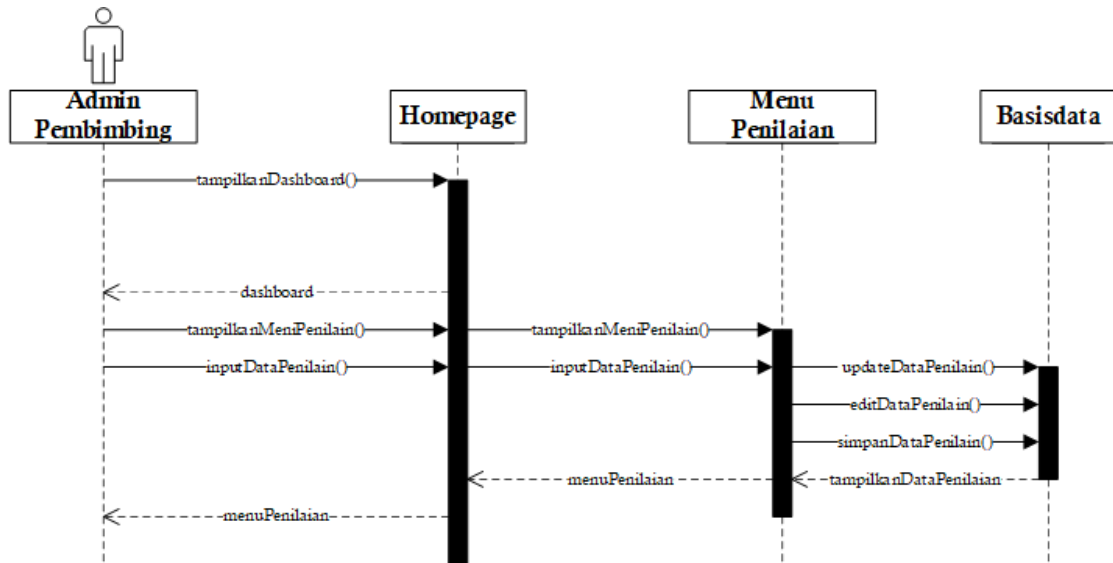 Admin
Pembimbing
Homepage
Menu
Penilaian
Basisdata
tampilkanDashboard()
dashboard
tampilkanMeniPenilain()
tampilkanMeniPenilain()
inputDataPenilain()
inputDataPenilain()
updateDataPenilain()
editDataPenilain()
simpanDataPenilain()
menuPenilaian
tampilkanDataPenilaian
menuPenilaian